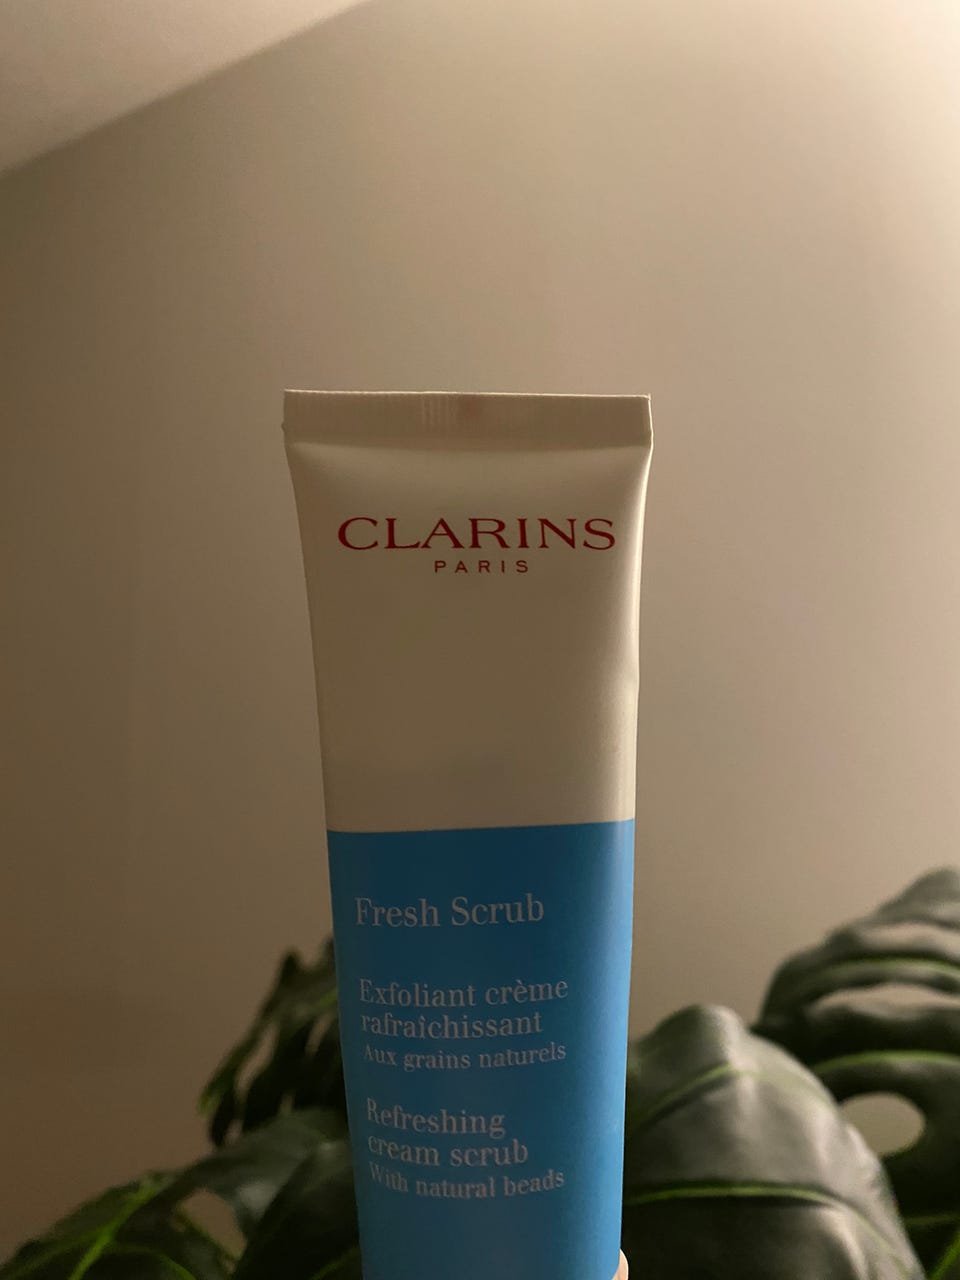 CLARINS
PARIS
Fresh Scrub
Exfoliant crème
rafraîchissant
Aux grains naturels
Refreshing
cream scrub
With natural beads